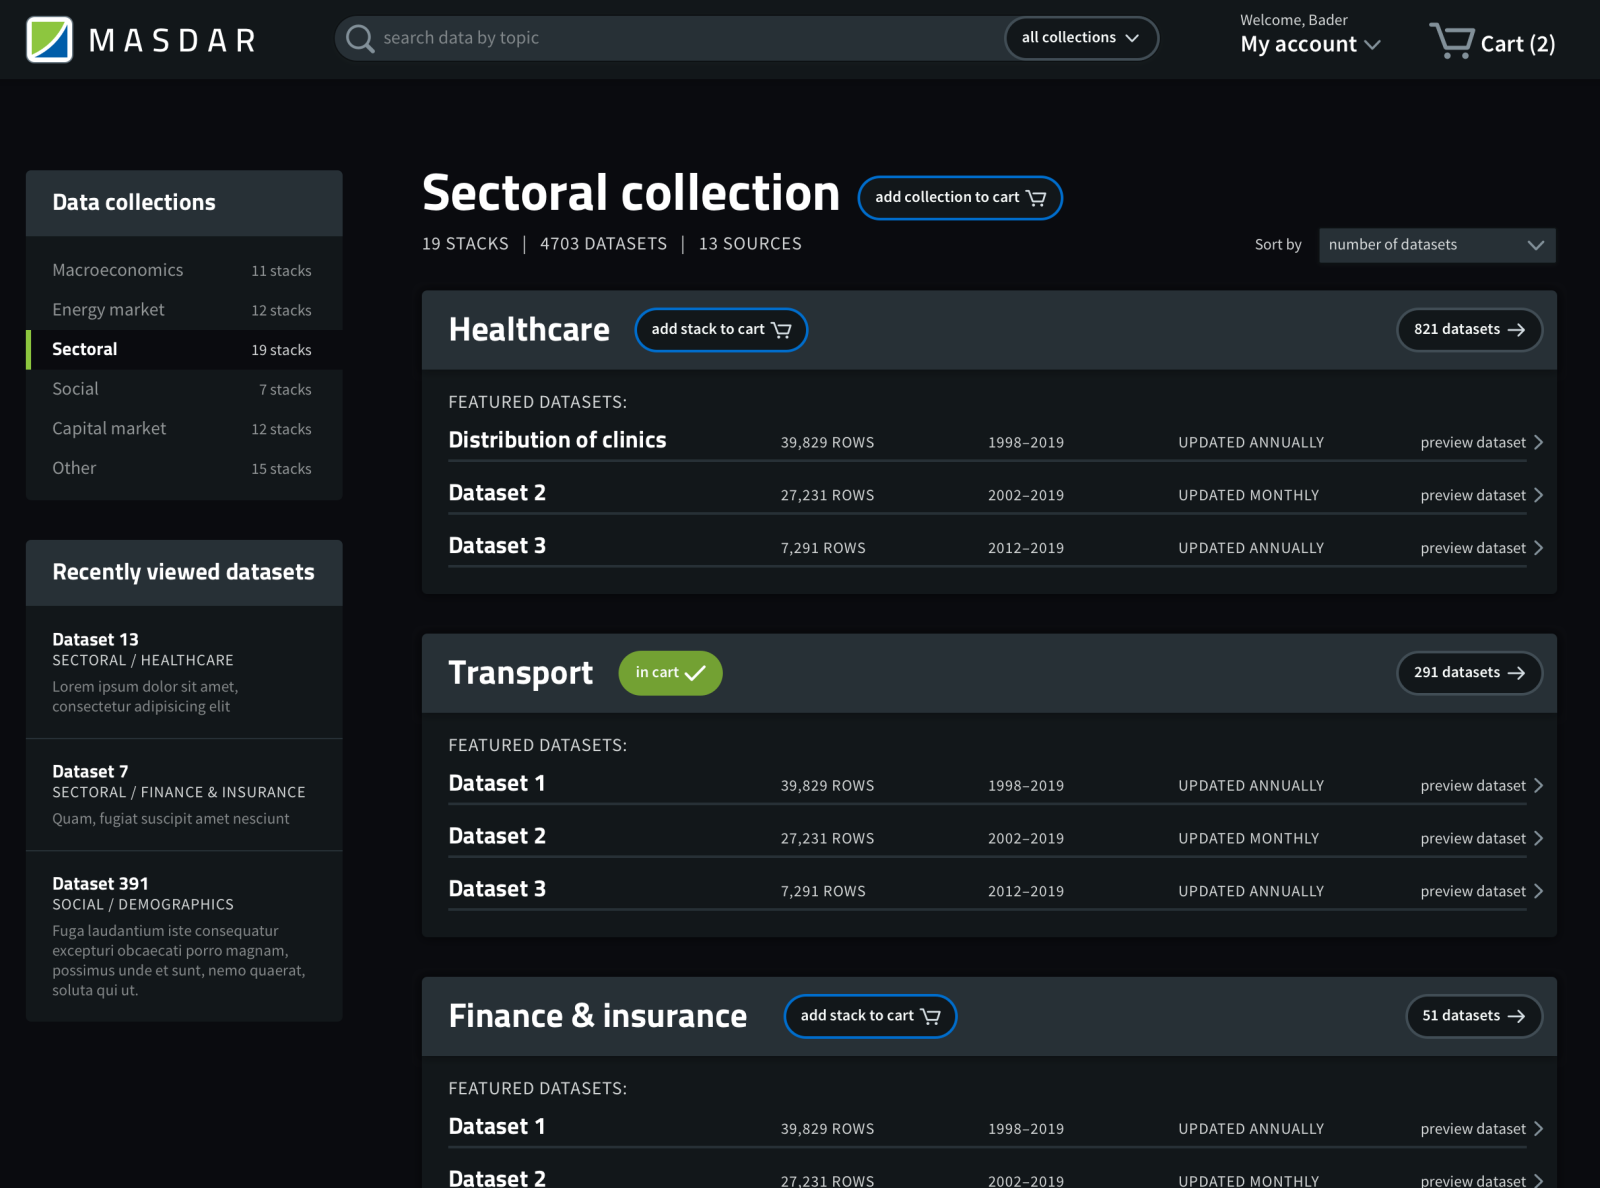 MASDAR
search data by topic
all collections
Welcome, Bader
My account
Cart (2)
Data collections
Macroeconomics 11 stacks
Energy market 12 stacks
Sectoral 19 stacks
Social 7 stacks
Capital market 12 stacks
Other 15 stacks
Recently viewed datasets
Dataset 13
SECTORAL / HEALTHCARE
Lorem ipsum dolor sit amet,
consectetur adipisicing elit
Dataset 7
SECTORAL / FINANCE & INSURANCE
Quam, fugiat suscipit amet nesciunt
Dataset 391
SOCIAL / DEMOGRAPHICS
Fuga laudantium iste consequatur
excepturi obcaecati porro magnam,
possimus unde et sunt, nemo quaerat,
soluta qui ut.
Sectoral collection add collection to cart
19 STACKS | 4703 DATASETS | 13 SOURCES
Sort by number of datasets
Healthcare add stack to cart 821 datasets
FEATURED DATASETS:
Distribution of clinics 39,829 ROWS 1998–2019 UPDATED ANNUALLY preview dataset
Dataset 2 27,231 ROWS 2002–2019 UPDATED MONTHLY preview dataset
Dataset 3 7,291 ROWS 2012–2019 UPDATED ANNUALLY preview dataset
Transport in cart 291 datasets
FEATURED DATASETS:
Dataset 1 39,829 ROWS 1998–2019 UPDATED ANNUALLY preview dataset
Dataset 2 27,231 ROWS 2002–2019 UPDATED MONTHLY preview dataset
Dataset 3 7,291 ROWS 2012–2019 UPDATED ANNUALLY preview dataset
Finance & insurance add stack to cart 51 datasets
FEATURED DATASETS:
Dataset 1 39,829 ROWS 1998–2019 UPDATED ANNUALLY preview dataset
Dataset 2 27,231 ROWS 2002–2019 UPDATED MONTHLY preview dataset